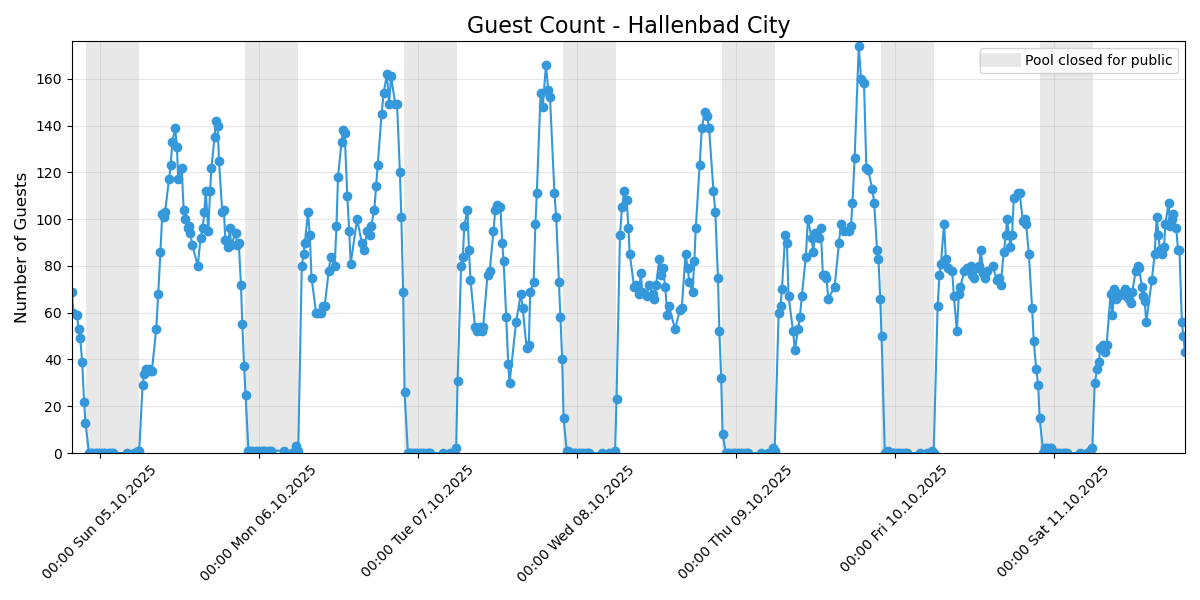 Guest Count - Hallenbad City
Pool closed for public
Number of Guests
160
140
120
100
80
60
40
20
0
00:00 Sun 05.10.2025
00:00 Mon 06.10.2025
00:00 Tue 07.10.2025
00:00 Wed 08.10.2025
00:00 Thu 09.10.2025
00:00 Fri 10.10.2025
00:00 Sat 11.10.2025